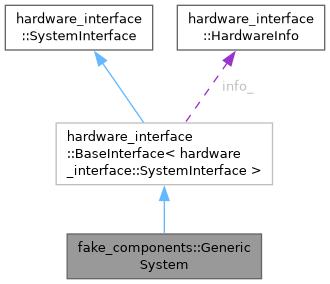 hardware_interface
::SystemInterface
hardware_interface
::HardwareInfo
info_
hardware_interface
::BaseInterface< hardware
_interface::SystemInterface >
fake_components::Generic
System